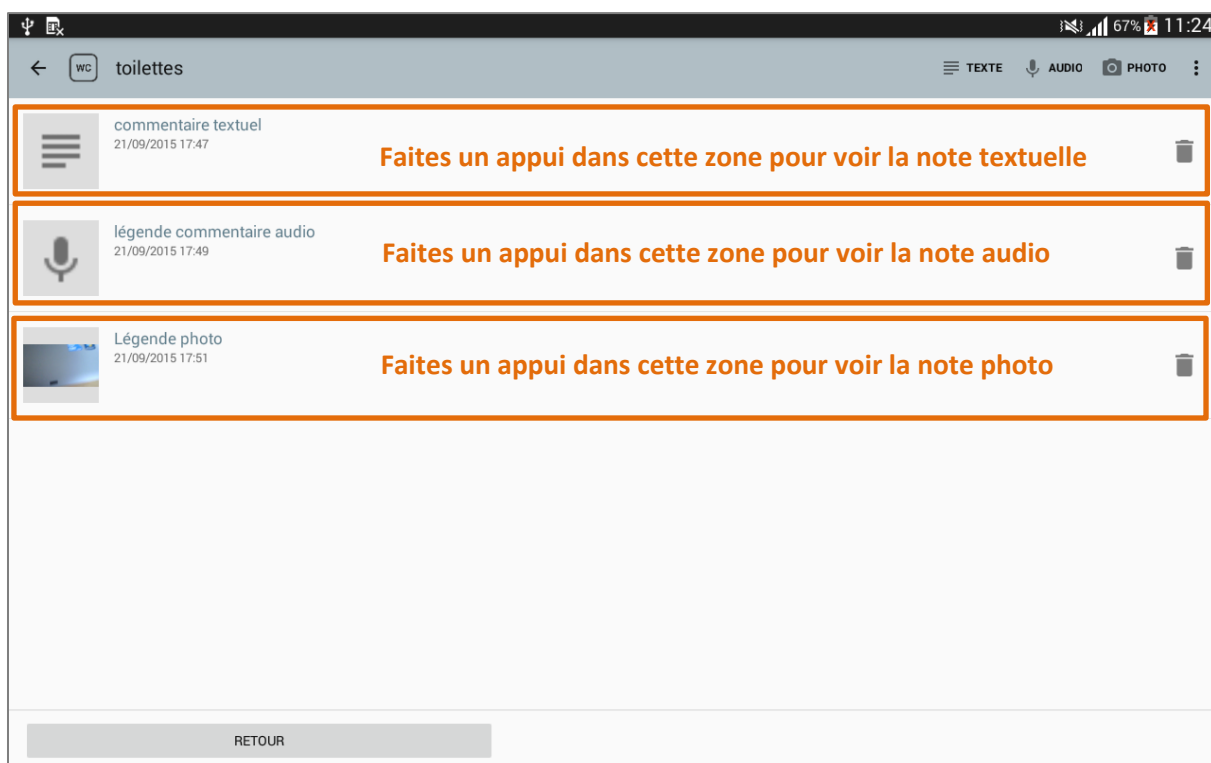 67% 11:24
WC toilettes TEXTE AUDIO PHOTO
commentaire textuel
21/09/2015 17:47
Faites un appui dans cette zone pour voir la note textuelle
légende commentaire audio
21/09/2015 17:49
Faites un appui dans cette zone pour voir la note audio
Légende photo
21/09/2015 17:51
Faites un appui dans cette zone pour voir la note photo
RETOUR